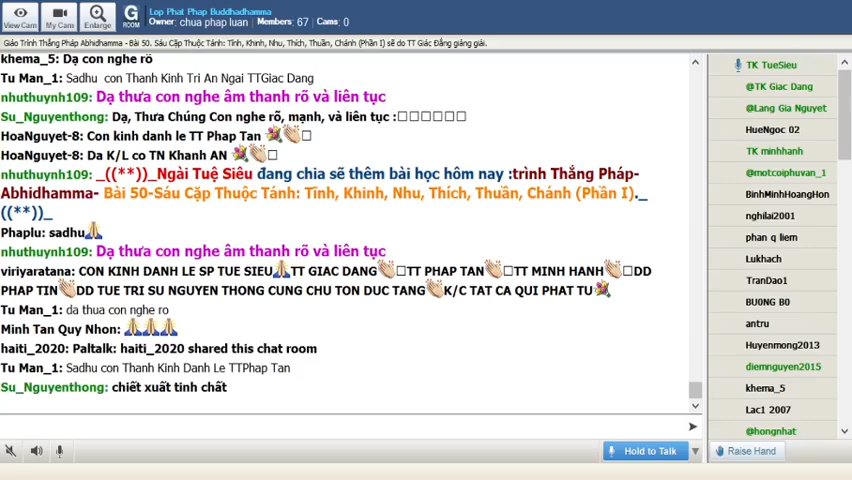 Lop Phat Phap Buddhadhamma
Owner: chua phap luan Members: 67 Cams: 0
View Cam My Cam Enlarge G ROOM
Giáo Trình Thắng Pháp Abhidhamma - Bài 50. Sáu Cặp Thuộc Tánh: Tĩnh, Khinh, Nhu, Thích, Thuần, Chánh (Phần I) sẽ do TT Giác Đẳng giảng giải.
khema_5: Dạ con nghe rõ
Tu Man_1: Sadhu con Thanh Kinh Tri An Ngai TTGiac Dang
nhuthuynh109: Dạ thưa con nghe âm thanh rõ và liên tục
Su_Nguyenthong: Dạ, Thưa Chúng Con nghe rõ, mạnh, và liên tục :
HoaNguyet-8: Con kinh danh le TT Phap Tan
HoaNguyet-8: Da K/L co TN Khanh AN
nhuthuynh109: _((**))_Ngài Tuệ Siêu đang chia sẽ thêm bài học hôm nay :trình Thắng Pháp-
Abhidhamma- Bài 50-Sáu Cặp Thuộc Tánh: Tĩnh, Khinh, Nhu, Thích, Thuần, Chánh (Phần I)._
((**))_
Phaplu: sadhu
nhuthuynh109: Dạ thưa con nghe âm thanh rõ và liên tục
viriyaratana: CON KINH DANH LE SP TUE SIEU TT GIAC DANG TT PHAP TAN TT MINH HANH DD
PHAP TIN DD TUE TRI SU NGUYEN THONG CUNG CHU TON DUC TANG K/C TAT CA QUI PHAT TU
Tu Man_1: da thua con nghe ro
Minh Tan Quy Nhon:
haiti_2020: Paltalk: haiti_2020 shared this chat room
Tu Man_1: Sadhu con Thanh Kinh Danh Le TTPhap Tan
Su_Nguyenthong: chiết xuất tinh chất
Hold to Talk
TK TueSieu
@TK Giac Dang
@Lang Gia Nguyet
HueNgoc 02
TK minhhanh
@motcoiphuvan_1
BinhMinhHoangHon
nghilai2001
phan q liem
Lukhach
TranDao1
BUONG B0
antru
Huyenmong2013
diemnguyen2015
khema_5
Lac1 2007
@hongnhat
Raise Hand